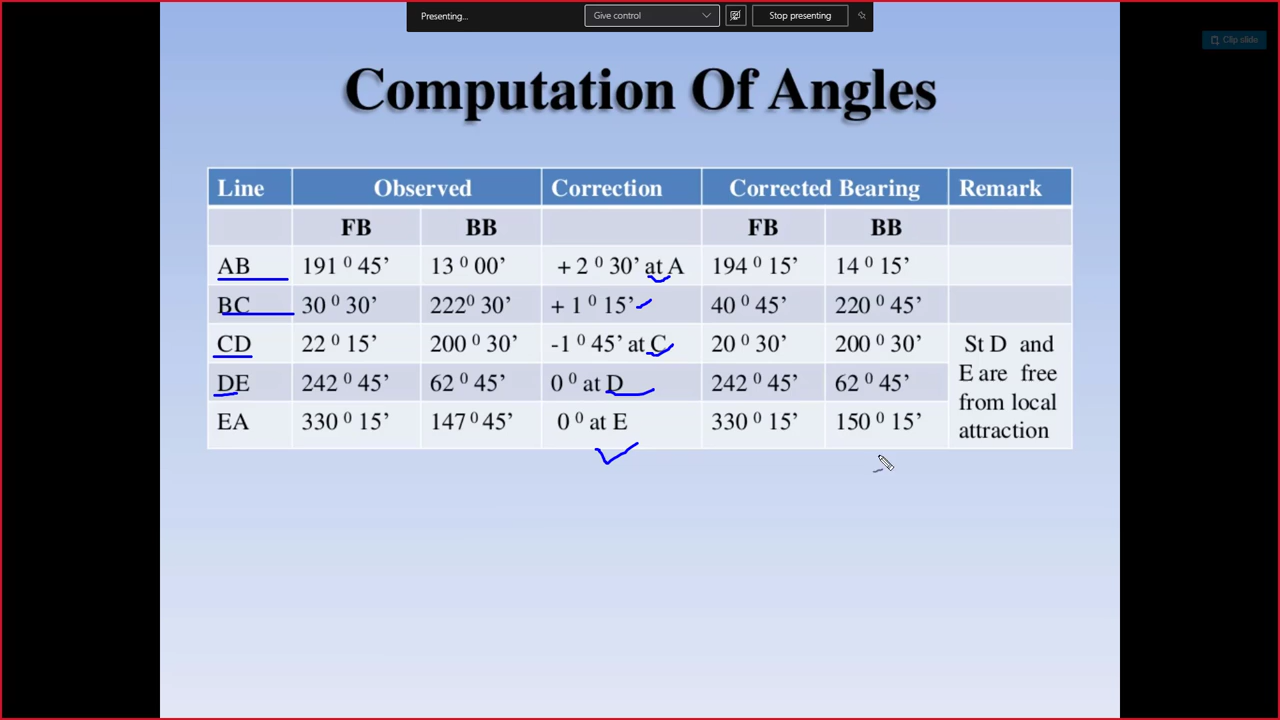 Presenting...
Give control
Stop presenting
Clip slide
Computation Of Angles
Line Observed Correction Corrected Bearing Remark
FB BB FB BB
AB 191 ⁰ 45’ 13 ⁰ 00’ + 2 ⁰ 30’ at A 194 ⁰ 15’ 14 ⁰ 15’
BC 30 ⁰ 30’ 222⁰ 30’ + 1 ⁰ 15’ 40 ⁰ 45’ 220 ⁰ 45’
CD 22 ⁰ 15’ 200 ⁰ 30’ -1 ⁰ 45’ at C 20 ⁰ 30’ 200 ⁰ 30’
DE 242 ⁰ 45’ 62 ⁰ 45’ 0 ⁰ at D 242 ⁰ 45’ 62 ⁰ 45’
EA 330 ⁰ 15’ 147 ⁰ 45’ 0 ⁰ at E 330 ⁰ 15’ 150 ⁰ 15’
St D and
E are free
from local
attraction